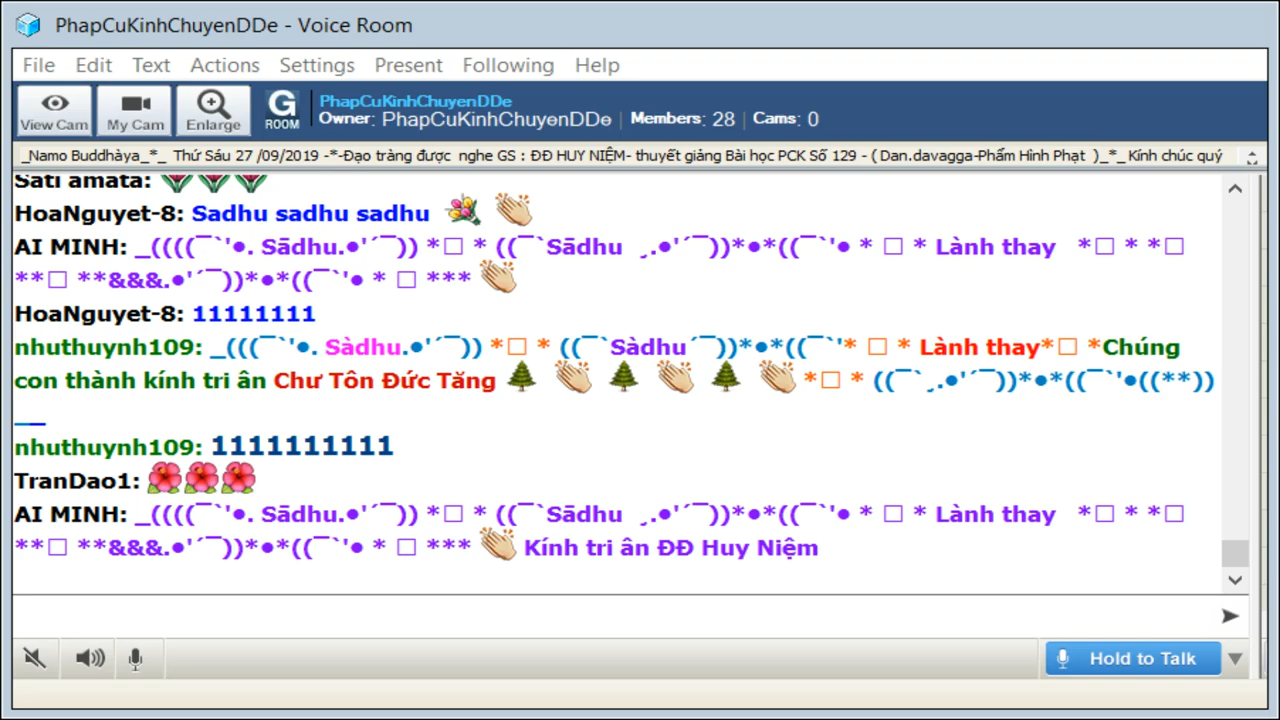 PhapCuKinhChuyenDDe - Voice Room
File Edit Text Actions Settings Present Following Help
View Cam My Cam Enlarge G ROOM
PhapCuKinhChuyenDDe
Owner: PhapCuKinhChuyenDDe | Members: 28 | Cams: 0
_Namo Buddhàya_*_ Thứ Sáu 27 /09/2019 -*-Đạo tràng được nghe GS : ĐĐ HUY NIỆM- thuyết giảng Bài học PCK Số 129 - ( Dan.davagga-Phẩm Hình Phạt )_*_ Kính chúc quý
Sati amata:
HoaNguyet-8: Sadhu sadhu sadhu
AI MINH: _((((¯`'●. Sādhu.●'´¯)) *□ * ((¯`Sādhu ¸.●'´¯))*●*((¯`'● * □ * Lành thay *□ * *□
**□ **&&&.●'´¯))*●*((¯`'● * □ ***
HoaNguyet-8: 11111111
nhuthuynh109: _(((¯`'●. Sàdhu.●'´¯)) *□ * ((¯`Sàdhu´¯))*●*((¯`'* □ * Lành thay*□ *Chúng
con thành kính tri ân Chư Tôn Đức Tăng *□ * ((¯`¸.●'´¯))*●*((¯`'●((**))
__
nhuthuynh109: 1111111111
TranDao1:
AI MINH: _((((¯`'●. Sādhu.●'´¯)) *□ * ((¯`Sādhu ¸.●'´¯))*●*((¯`'● * □ * Lành thay *□ * *□
**□ **&&&.●'´¯))*●*((¯`'● * □ *** Kính tri ân ĐĐ Huy Niệm
Hold to Talk